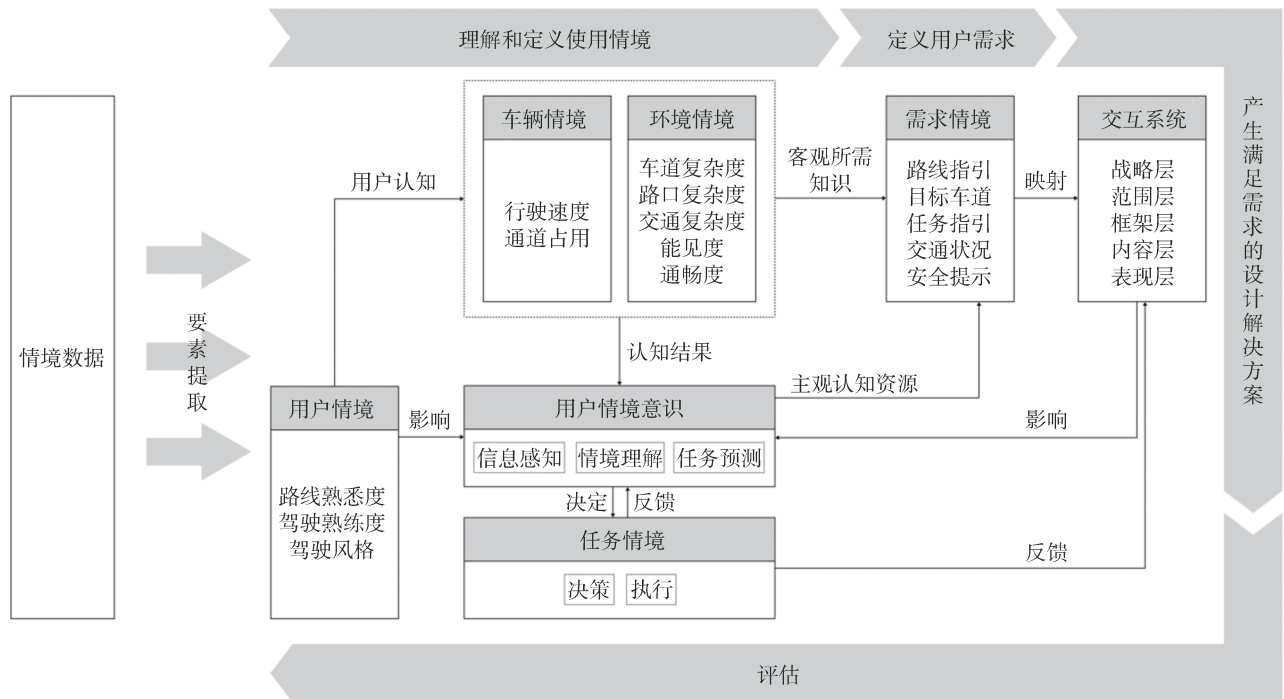 理解和定义使用情境
定义用户需求
产生满足需求的设计解决方案
情境数据
要素提取
用户认知
车辆情境
行驶速度
通道占用
环境情境
车道复杂度
路口复杂度
交通复杂度
能见度
通畅度
客观所需
知识
需求情境
路线指引
目标车道
任务指引
交通状况
安全提示
映射
交互系统
战略层
范围层
框架层
内容层
表现层
认知结果
主观认知资源
用户情境
路线熟悉度
驾驶熟练度
驾驶风格
影响
用户情境意识
信息感知
情境理解
任务预测
影响
决定
反馈
任务情境
决策
执行
反馈
评估